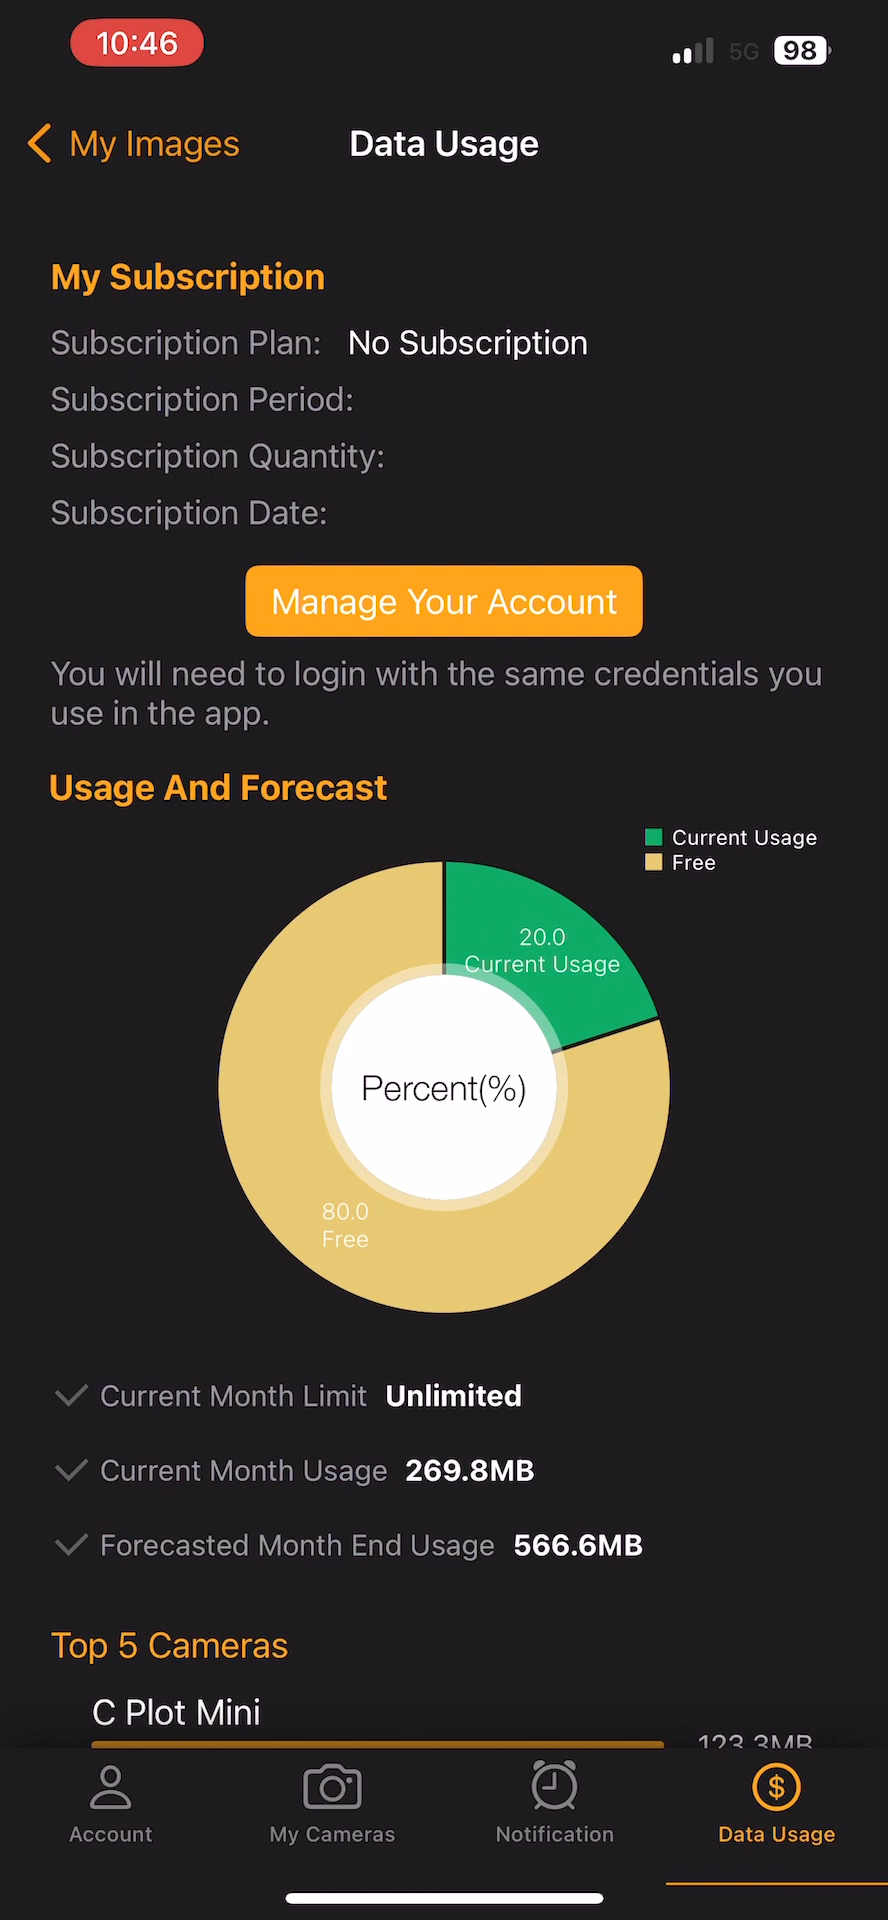 10:46
5G 98
My Images
Data Usage
My Subscription
Subscription Plan: No Subscription
Subscription Period:
Subscription Quantity:
Subscription Date:
Manage Your Account
You will need to login with the same credentials you
use in the app.
Usage And Forecast
Current Usage
Free
20.0
Current Usage
Percent(%)
80.0
Free
Current Month Limit Unlimited
Current Month Usage 269.8MB
Forecasted Month End Usage 566.6MB
Top 5 Cameras
C Plot Mini
123.3MB
Account
My Cameras
Notification
Data Usage